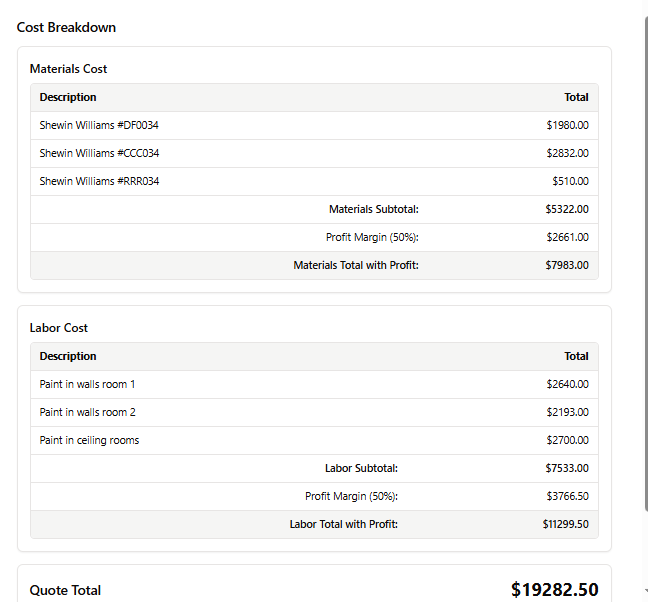 Cost Breakdown
Materials Cost
Description Total
Shewin Williams #DF0034 $1980.00
Shewin Williams #CCC034 $2832.00
Shewin Williams #RRR034 $510.00
Materials Subtotal: $5322.00
Profit Margin (50%): $2661.00
Materials Total with Profit: $7983.00
Labor Cost
Description Total
Paint in walls room 1 $2640.00
Paint in walls room 2 $2193.00
Paint in ceiling rooms $2700.00
Labor Subtotal: $7533.00
Profit Margin (50%): $3766.50
Labor Total with Profit: $11299.50
Quote Total $19282.50